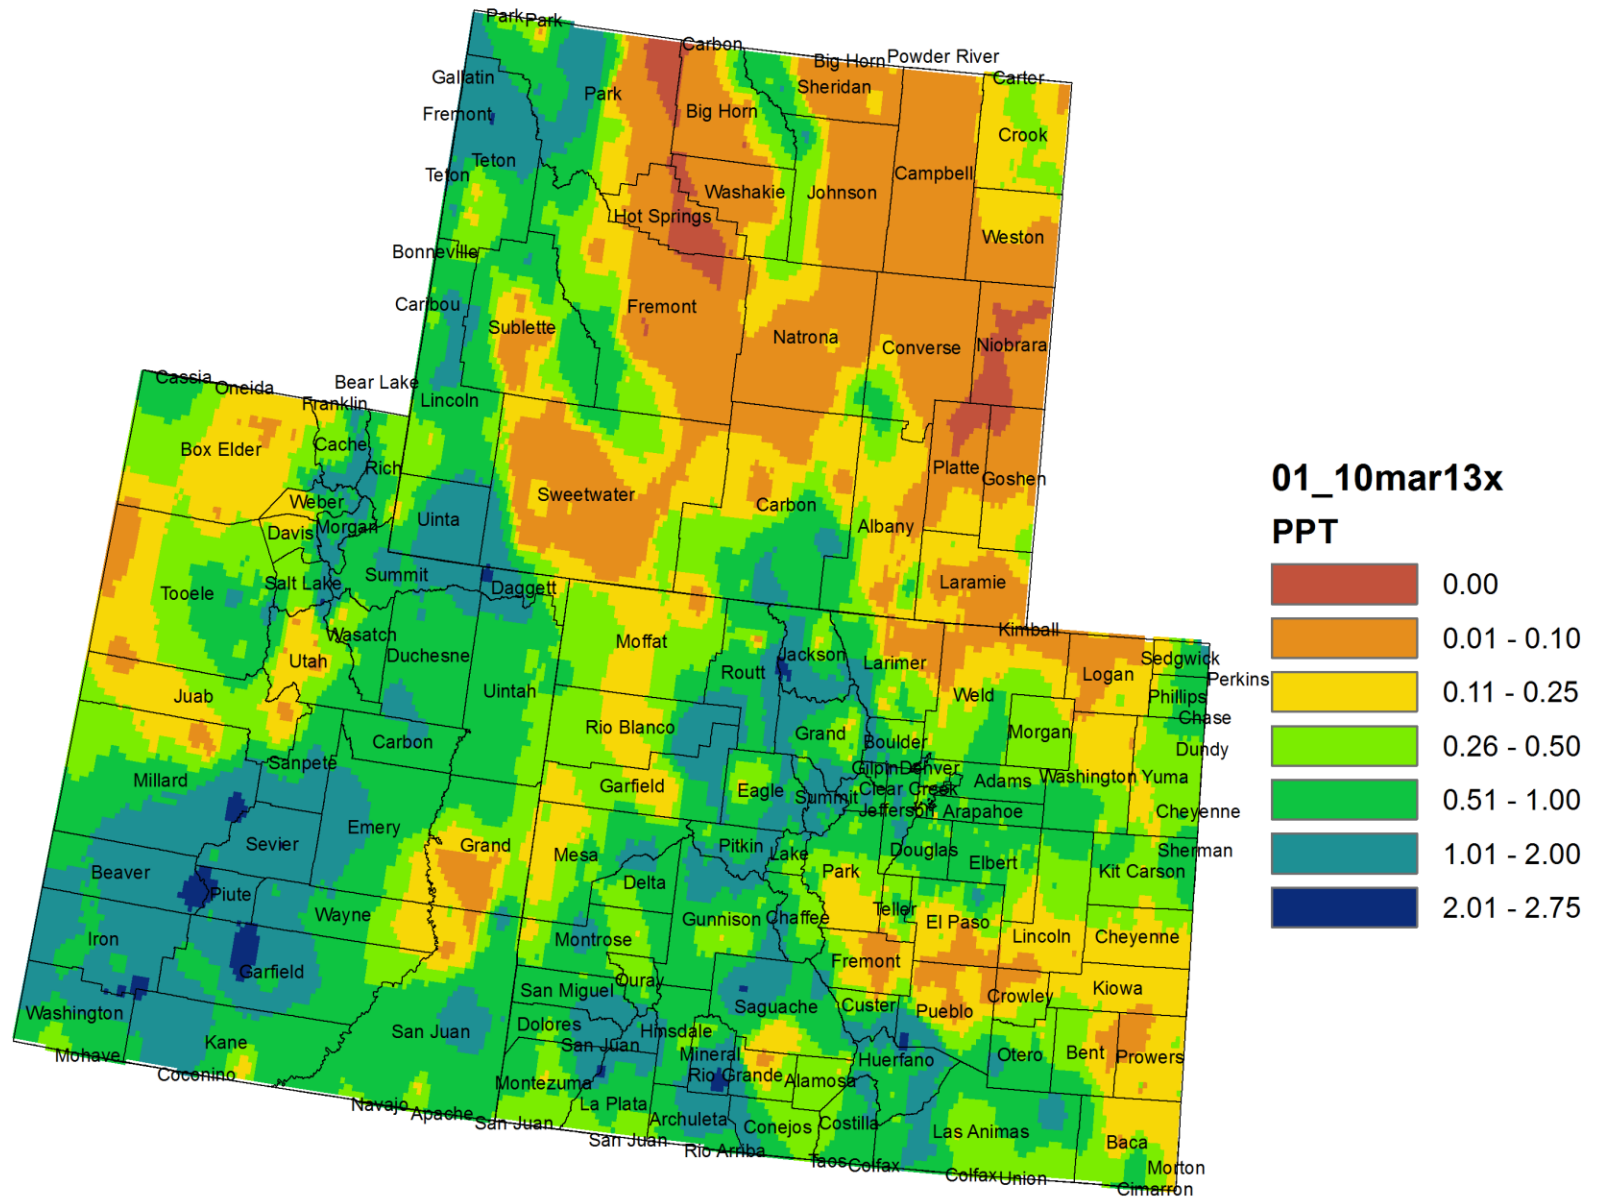 Park
Park
Carbon
Big Horn
Powder River
Carter
Gallatin
Park
Sheridan
Fremont
Big Horn
Crook
Teton
Teton
Campbell
Washakie
Johnson
Hot Springs
Weston
Bonneville
Caribou
Fremont
Sublette
Natrona
Converse
Niobrara
Cassia
Oneida
Bear Lake
Franklin
Lincoln
Box Elder
Cache
Rich
Platte
Goshen
Weber
Sweetwater
Carbon
Uinta
Davis
Morgan
Albany
Salt Lake
Summit
Daggett
Laramie
Tooele
Wasatch
Moffat
Kimball
Utah
Duchesne
Jackson
Larimer
Logan
Sedgwick
Routt
Perkins
Juab
Uintah
Weld
Phillips
Rio Blanco
Grand
Morgan
Chase
Carbon
Boulder
Dundy
Sanpete
Gilpin
Denver
Millard
Garfield
Eagle
Summit
Clear Creek
Adams
Washington
Yuma
Jefferson
Arapahoe
Cheyenne
Emery
Sevier
Grand
Mesa
Pitkin
Lake
Douglas
Elbert
Sherman
Beaver
Delta
Park
Kit Carson
Piute
Wayne
Gunnison
Chaffee
Teller
El Paso
Iron
Montrose
Lincoln
Cheyenne
Garfield
Fremont
Ouray
San Miguel
Crowley
Kiowa
Washington
Saguache
Custer
Pueblo
Kane
San Juan
Dolores
Hinsdale
San Juan
Mineral
Huerfano
Otero
Bent
Prowers
Mohave
Coconino
Montezuma
Rio Grande
Alamosa
Navajo
Apache
San Juan
La Plata
Archuleta
Conejos
Costilla
Las Animas
Baca
San Juan
Rio Arriba
Taos
Colfax
Colfax
Union
Morton
Cimarron
01_10mar13x
PPT
0.00
0.01 - 0.10
0.11 - 0.25
0.26 - 0.50
0.51 - 1.00
1.01 - 2.00
2.01 - 2.75